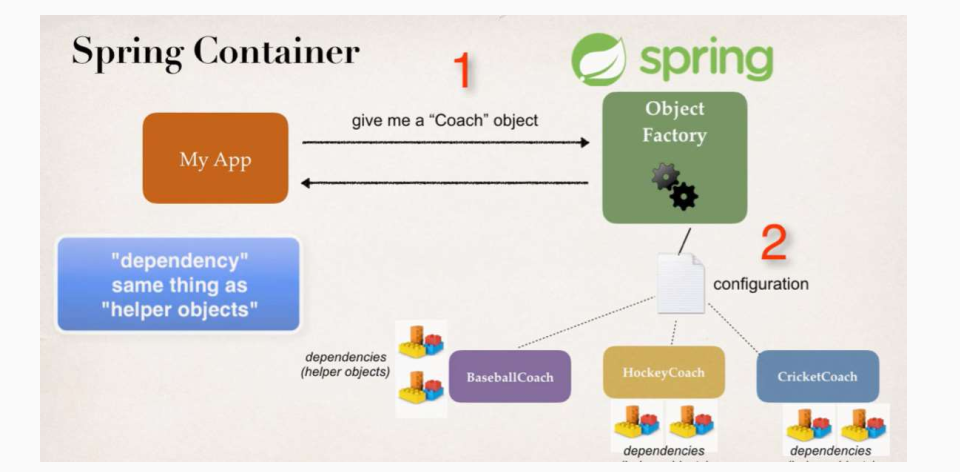 Spring Container
1
spring
give me a "Coach" object
Object
Factory
My App
"dependency"
same thing as
"helper objects"
2
configuration
dependencies
(helper objects)
BaseballCoach
HockeyCoach
CricketCoach
dependencies
dependencies